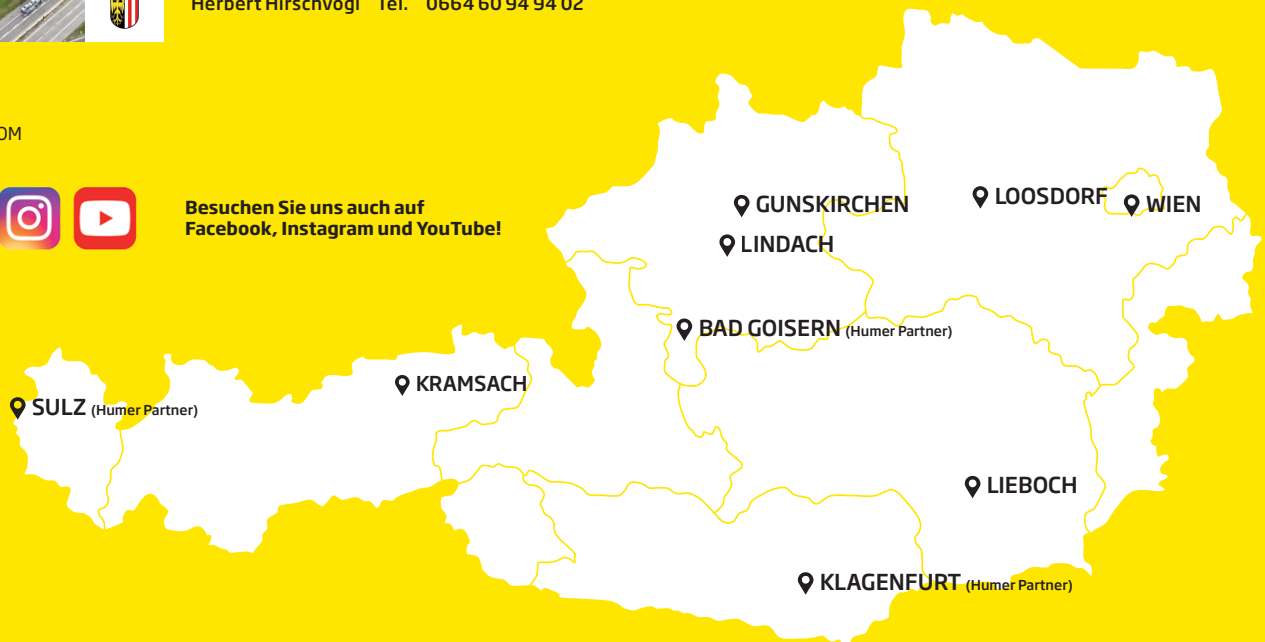 Herbert Hirschvogl Tel. 0664 60 94 94 02
OM
Besuchen Sie uns auch auf
Facebook, Instagram und YouTube!
GUNSKIRCHEN
LOOSDORF
WIEN
LINDACH
BAD GOISERN (Humer Partner)
KRAMSACH
SULZ (Humer Partner)
LIEBOCH
KLAGENFURT (Humer Partner)